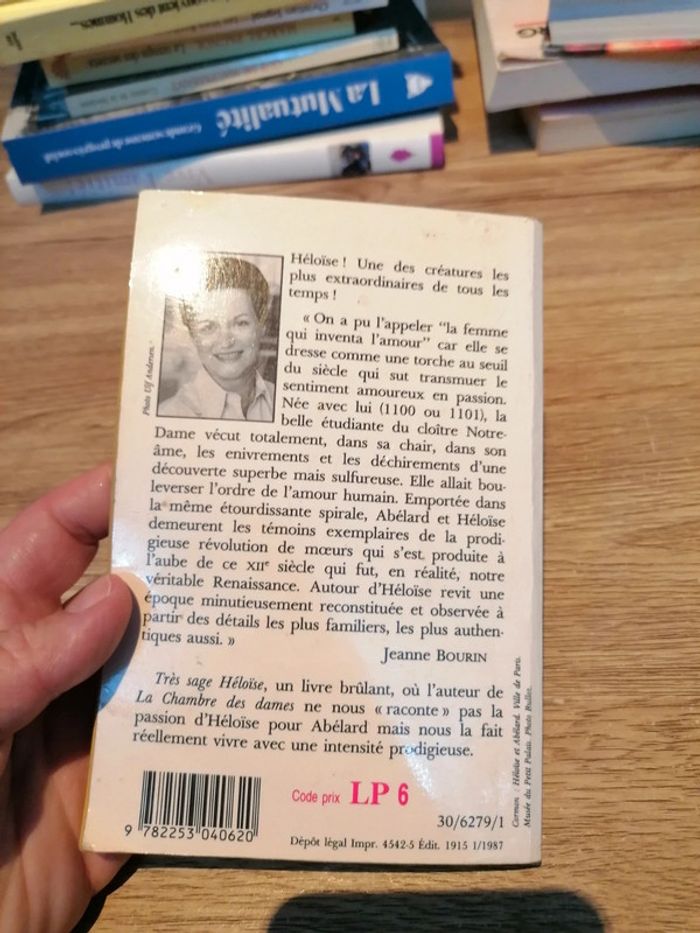 La Mutualité
Grande semeuse de progrès social
Héloïse ! Une des créatures les
plus extraordinaires de tous les
temps !
« On a pu l'appeler "la femme
qui inventa l'amour" car elle se
dresse comme une torche au seuil
du siècle qui sut transmuer le
sentiment amoureux en passion.
Née avec lui (1100 ou 1101), la
belle étudiante du cloître Notre-
Dame vécut totalement, dans sa chair, dans son
âme, les enivrements et les déchirements d'une
découverte superbe mais sulfureuse. Elle allait bou-
leverser l'ordre de l'amour humain. Emportée dans
la même étourdissante spirale, Abélard et Héloïse
demeurent les témoins exemplaires de la prodi-
gieuse révolution de mœurs qui s'est produite à
l'aube de ce XIIe siècle qui fut, en réalité, notre
véritable Renaissance. Autour d'Héloïse revit une
époque minutieusement reconstituée et observée à
partir des détails les plus familiers, les plus authen-
tiques aussi. »
Jeanne BOURIN
Photo Ulf Andersen.
Très sage Héloïse, un livre brûlant, où l'auteur de
La Chambre des dames ne nous « raconte » pas la
passion d'Héloïse pour Abélard mais nous la fait
réellement vivre avec une intensité prodigieuse.
Cormon : Héloïse et Abélard. Ville de Paris.
Musée du Petit Palais. Photo Bulloz.
Code prix LP 6
9 782253 040620
30/6279/1
Dépôt légal Impr. 4542-5 Édit. 1915 1/1987